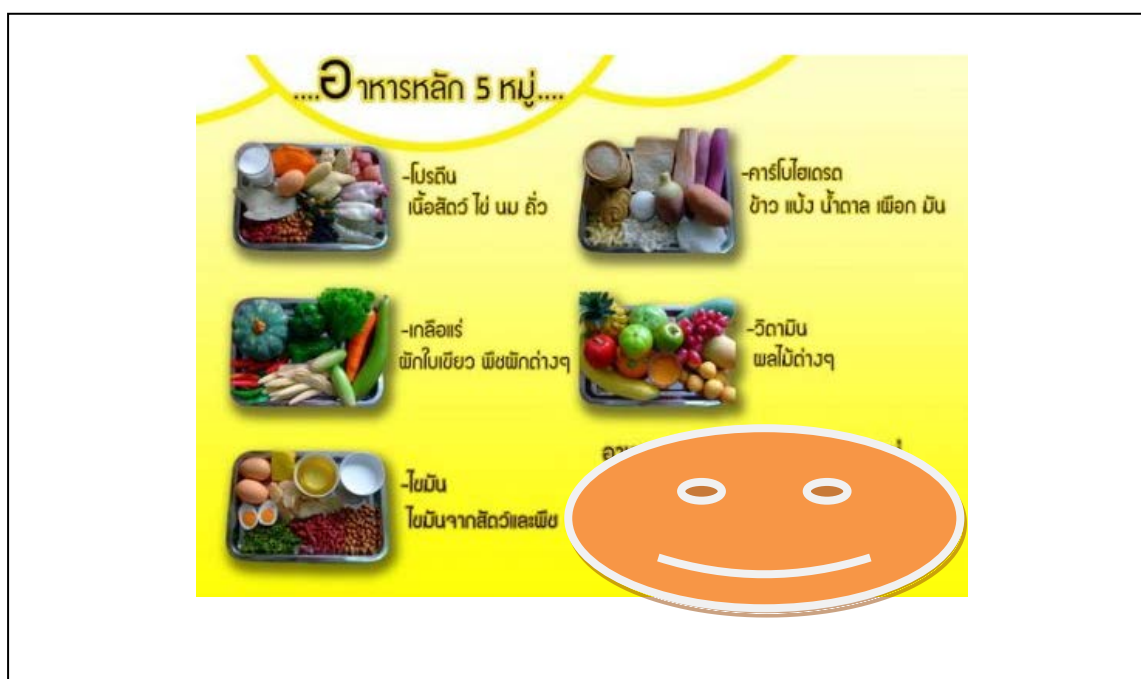 ....อาหารหลัก 5 หมู่....
-โปรตีน
เนื้อสัตว์ ไข่ นม ถั่ว
-คาร์โบไฮเดรต
ข้าว แป้ง น้ำตาล เผือก มัน
-เกลือแร่
ผักใบเขียว พืชผักต่างๆ
-วิตามิน
ผลไม้ต่างๆ
-ไขมัน
ไขมันจากสัตว์และพืช